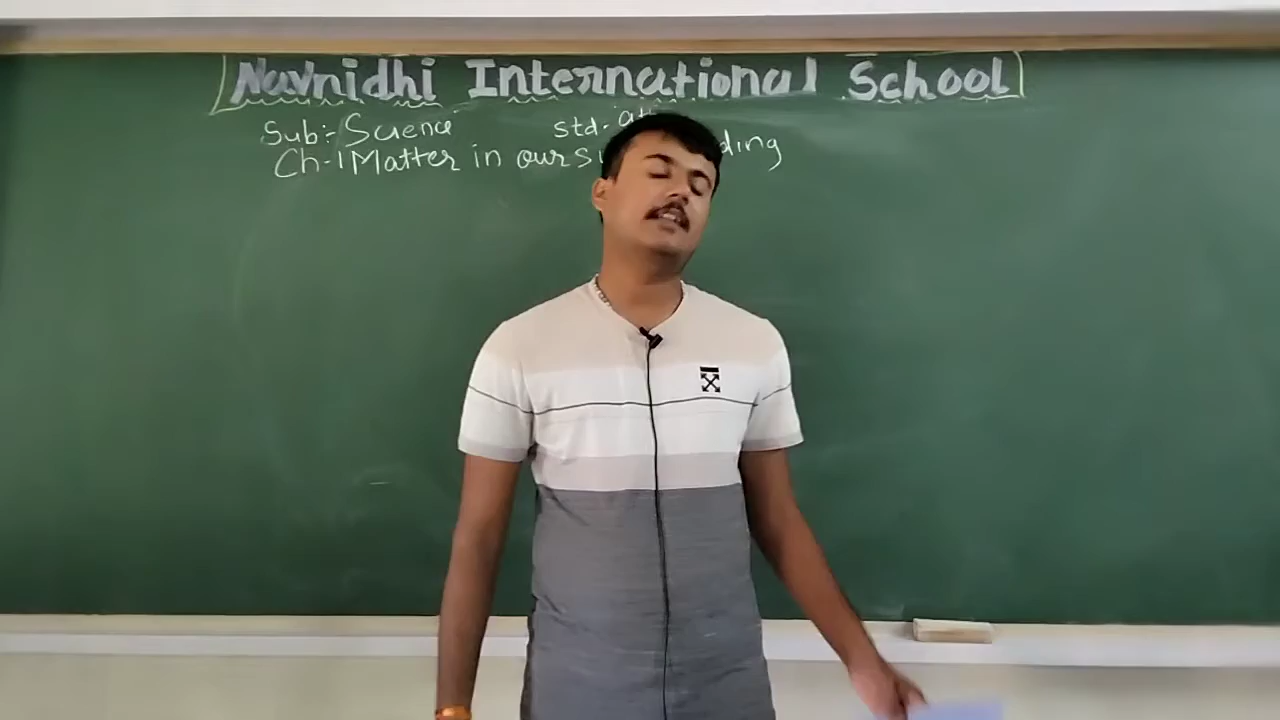 Navnidhi International School
Sub:- Science std-
Ch-1 Matter in our